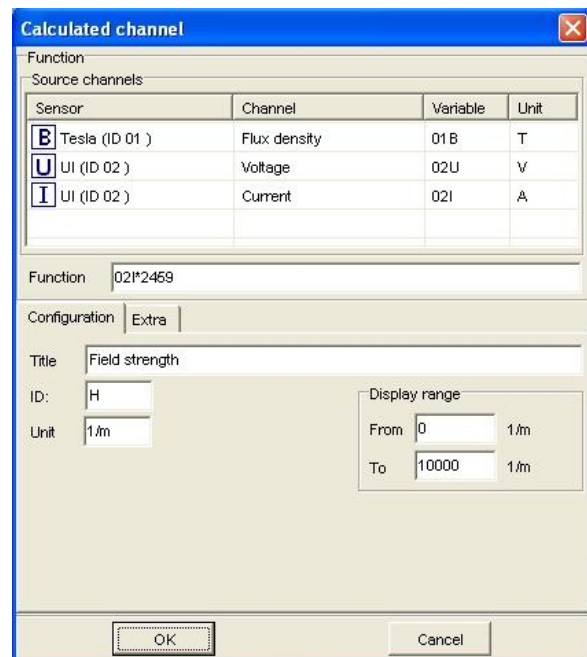 Calculated channel
Function
Source channels
Sensor Channel Variable Unit
B Tesla (ID 01 ) Flux density 01B T
U UI (ID 02 ) Voltage 02U V
I UI (ID 02 ) Current 02I A
Function 02I*2459
Configuration Extra
Title Field strength
ID: H
Display range
Unit 1/m
From 0 1/m
To 10000 1/m
OK Cancel